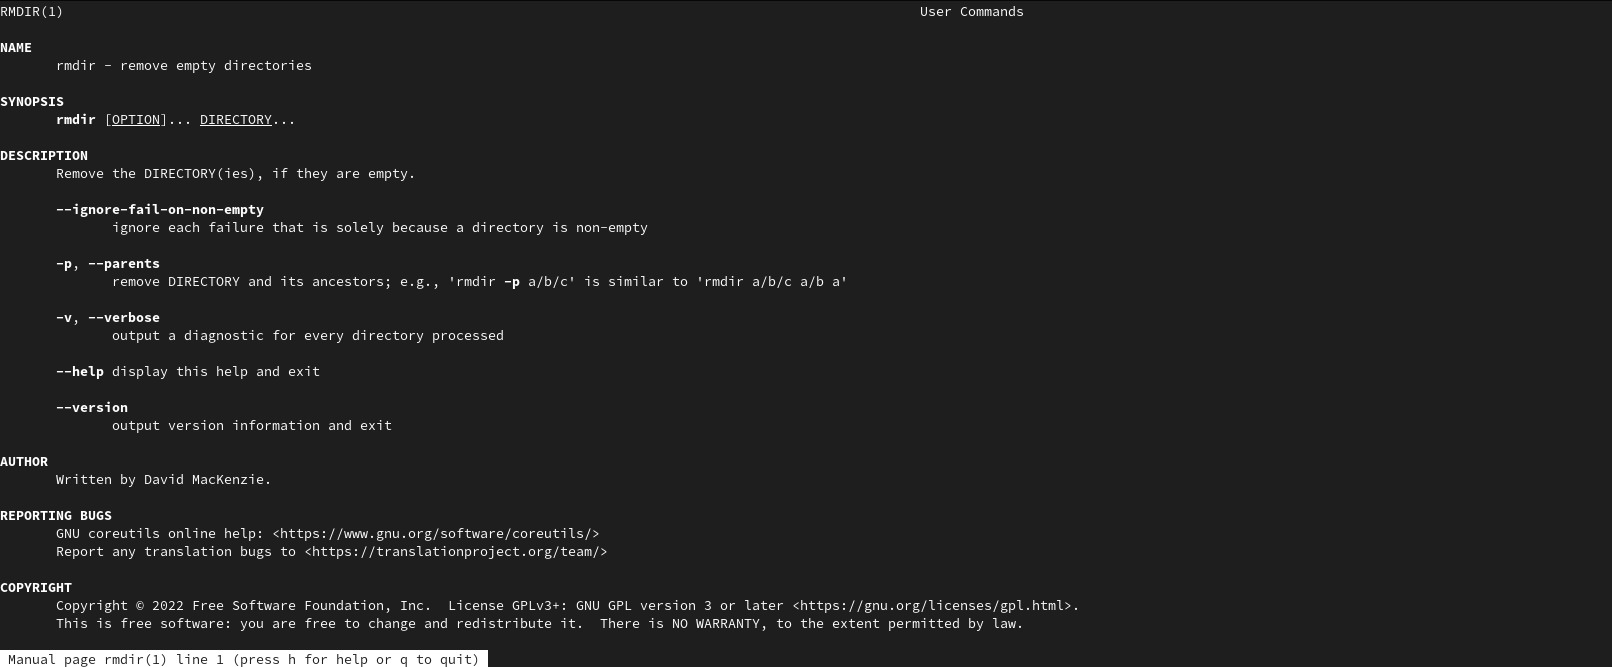 RMDIR(1) User Commands
NAME
rmdir - remove empty directories
SYNOPSIS
rmdir [OPTION]... DIRECTORY...
DESCRIPTION
Remove the DIRECTORY(ies), if they are empty.
--ignore-fail-on-non-empty
ignore each failure that is solely because a directory is non-empty
-p, --parents
remove DIRECTORY and its ancestors; e.g., 'rmdir -p a/b/c' is similar to 'rmdir a/b/c a/b a'
-v, --verbose
output a diagnostic for every directory processed
--help display this help and exit
--version
output version information and exit
AUTHOR
Written by David MacKenzie.
REPORTING BUGS
GNU coreutils online help: <https://www.gnu.org/software/coreutils/>
Report any translation bugs to <https://translationproject.org/team/>
COPYRIGHT
Copyright © 2022 Free Software Foundation, Inc.  License GPLv3+: GNU GPL version 3 or later <https://gnu.org/licenses/gpl.html>.
This is free software: you are free to change and redistribute it.  There is NO WARRANTY, to the extent permitted by law.
Manual page rmdir(1) line 1 (press h for help or q to quit)